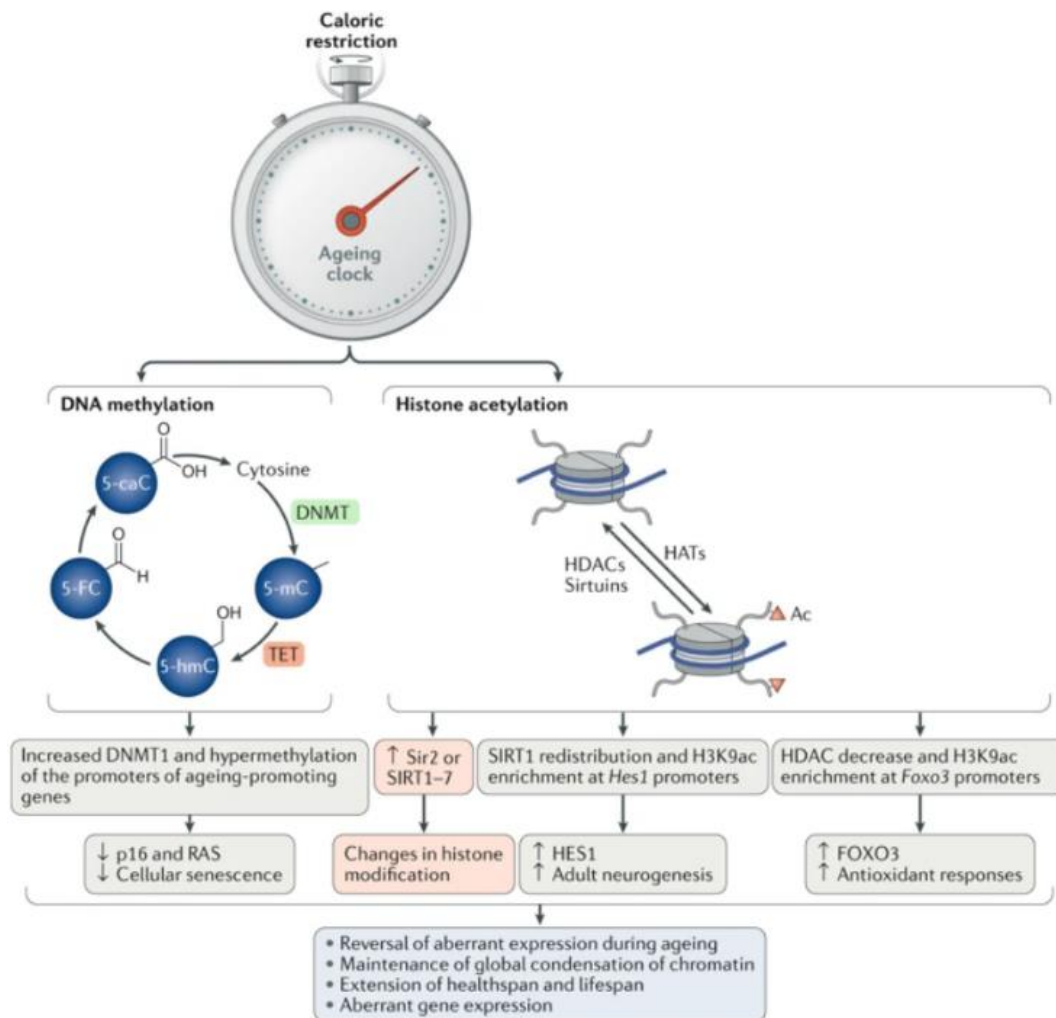 Caloric
restriction
Ageing
clock
DNA methylation
5-caC
O
OH
Cytosine
DNMT
5-FC
O
H
5-mC
OH
5-hmC
TET
Histone acetylation
HDACs
Sirtuins
HATs
Ac
Increased DNMT1 and hypermethylation
of the promoters of ageing-promoting
genes
↑ Sir2 or
SIRT1–7
SIRT1 redistribution and H3K9ac
enrichment at Hes1 promoters
HDAC decrease and H3K9ac
enrichment at Foxo3 promoters
↓ p16 and RAS
↓ Cellular senescence
Changes in histone
modification
↑ HES1
↑ Adult neurogenesis
↑ FOXO3
↑ Antioxidant responses
• Reversal of aberrant expression during ageing
• Maintenance of global condensation of chromatin
• Extension of healthspan and lifespan
• Aberrant gene expression